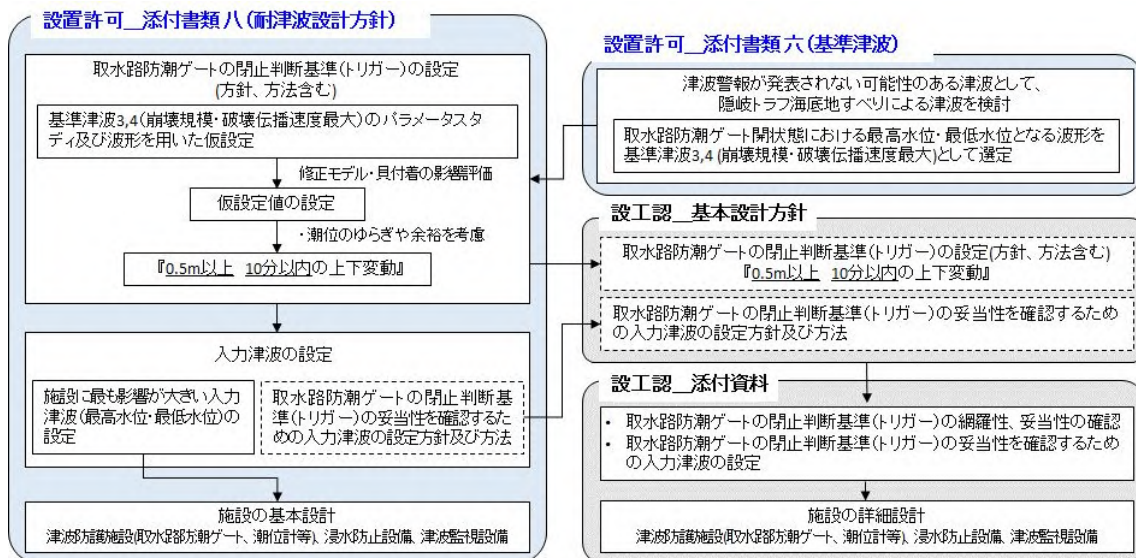 設置許可__添付書類 八(耐津波設計方針)
取水路防潮ゲートの閉止判断基準(トリガー)の設定
(方針、方法含む)
基準津波3,4(崩壊規模・破壊伝播速度最大)のパラメータスタ
ディ及び波形を用いた仮設定
修正モデル・貝付着の影響評価
仮設定値の設定
・潮位のゆらぎや余裕を考慮
『0.5m以上 10分以内の上下変動』
入力津波の設定
施設に最も影響が大きい入力
津波(最高水位・最低水位)の
設定
取水路防潮ゲートの閉止判断基
準(トリガー)の妥当性を確認するた
めの入力津波の設定方針及び方法
施設の基本設計
津波防護施設(取水路防潮ゲート、潮位計等)、浸水防止設備、津波監視設備
設置許可__添付書類 六(基準津波)
津波警報が発表されない可能性のある津波として、
隠岐トラフ海底地すべりによる津波を検討
取水路防潮ゲート開状態における最高水位・最低水位となる波形を
基準津波3,4 (崩壊規模・破壊伝播速度最大)として選定
設工認__基本設計方針
取水路防潮ゲートの閉止判断基準(トリガー)の設定(方針、方法含む)
『0.5m以上 10分以内の上下変動』
取水路防潮ゲートの閉止判断基準(トリガー)の妥当性を確認するため
の入力津波の設定方針及び方法
設工認__添付資料
• 取水路防潮ゲートの閉止判断基準(トリガー)の網羅性、妥当性の確認
• 取水路防潮ゲートの閉止判断基準(トリガー)の妥当性を確認するため
の入力津波の設定
施設の詳細設計
津波防護施設(取水路防潮ゲート、潮位計等)、浸水防止設備、津波監視設備